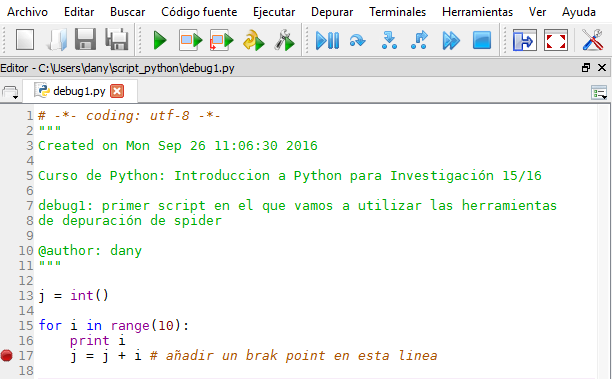 Archivo Editar Buscar Código fuente Ejecutar Depurar Terminales Herramientas Ver Ayuda
Editor - C:\Users\dany\script_python\debug1.py
debug1.py
1 # -*- coding: utf-8 -*-
2 """
3 Created on Mon Sep 26 11:06:30 2016
4
5 Curso de Python: Introduccion a Python para Investigación 15/16
6
7 debug1: primer script en el que vamos a utilizar las herramientas
8 de depuración de spider
9
10 @author: dany
11 """
12
13 j = int()
14
15 for i in range(10):
16     print i
17     j = j + i # añadir un brak point en esta linea
18